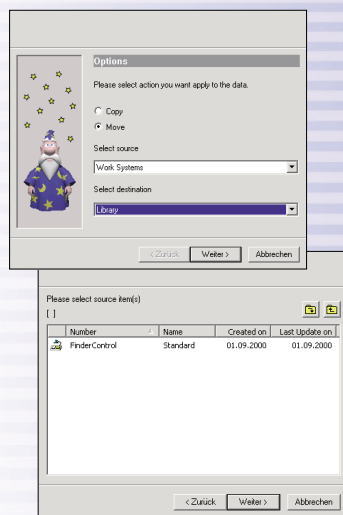 Options
Please select action you want apply to the data.
Copy
Move
Select source
Work Systems
Select destination
Library
< Zurück Weiter > Abbrechen
Please select source item(s)
[ ]
Number Name Created on Last Update on
FinderControl Standard 01.09.2000 01.09.2000
< Zurück Weiter > Abbrechen